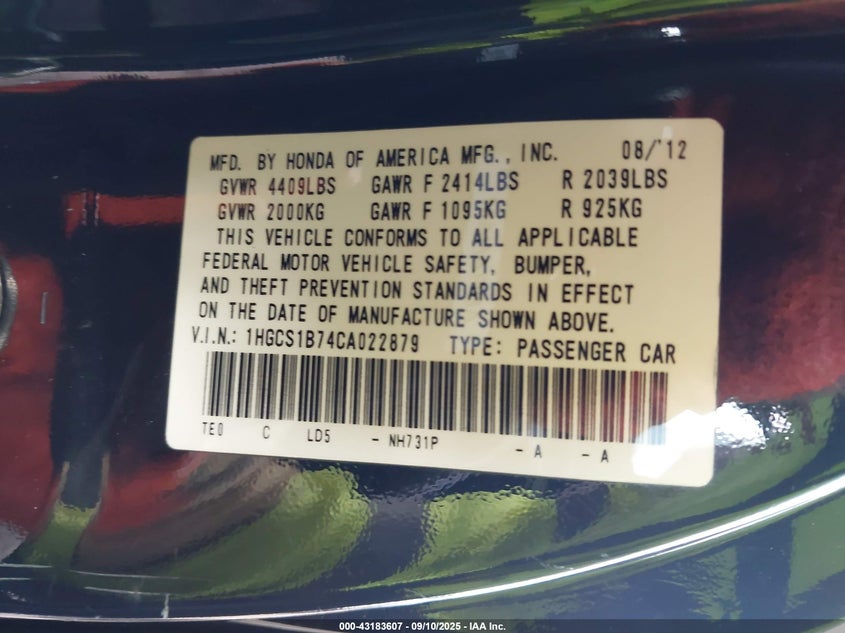 MFD. BY HONDA OF AMERICA MFG., INC. 08/'12
GVWR 4409LBS GAWR F 2414LBS R 2039LBS
GVWR 2000KG GAWR F 1095KG R 925KG
THIS VEHICLE CONFORMS TO ALL APPLICABLE
FEDERAL MOTOR VEHICLE SAFETY, BUMPER,
AND THEFT PREVENTION STANDARDS IN EFFECT
ON THE DATE OF MANUFACTURE SHOWN ABOVE.
V.I.N.: 1HGCS1B74CA022879 TYPE: PASSENGER CAR
TE0 C LD5 - NH731P - A - A
000-43183607 - 09/10/2025 - IAA Inc.